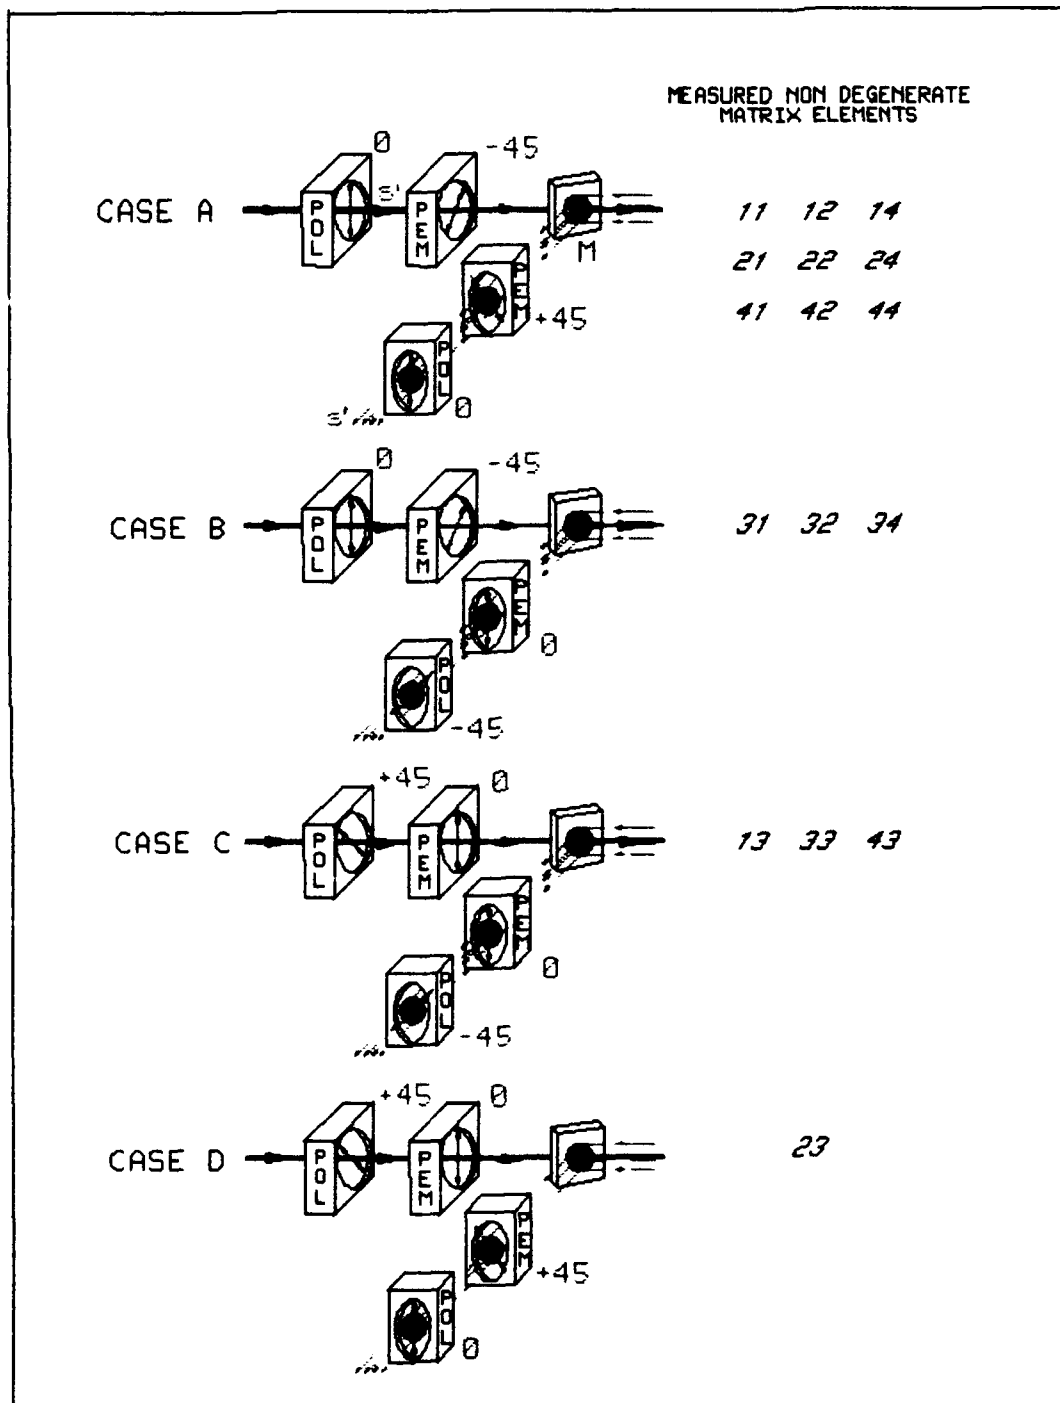 MEASURED NON DEGENERATE
MATRIX ELEMENTS
CASE A
0
-45
POL
S'
PEM
M
11 12 14
21 22 24
41 42 44
PEM
+45
POL
0
S'
CASE B
0
-45
POL
PEM
31 32 34
PEM
0
POL
-45
CASE C
+45
0
POL
PEM
13 33 43
PEM
0
POL
-45
CASE D
+45
0
POL
PEM
23
PEM
+45
POL
0